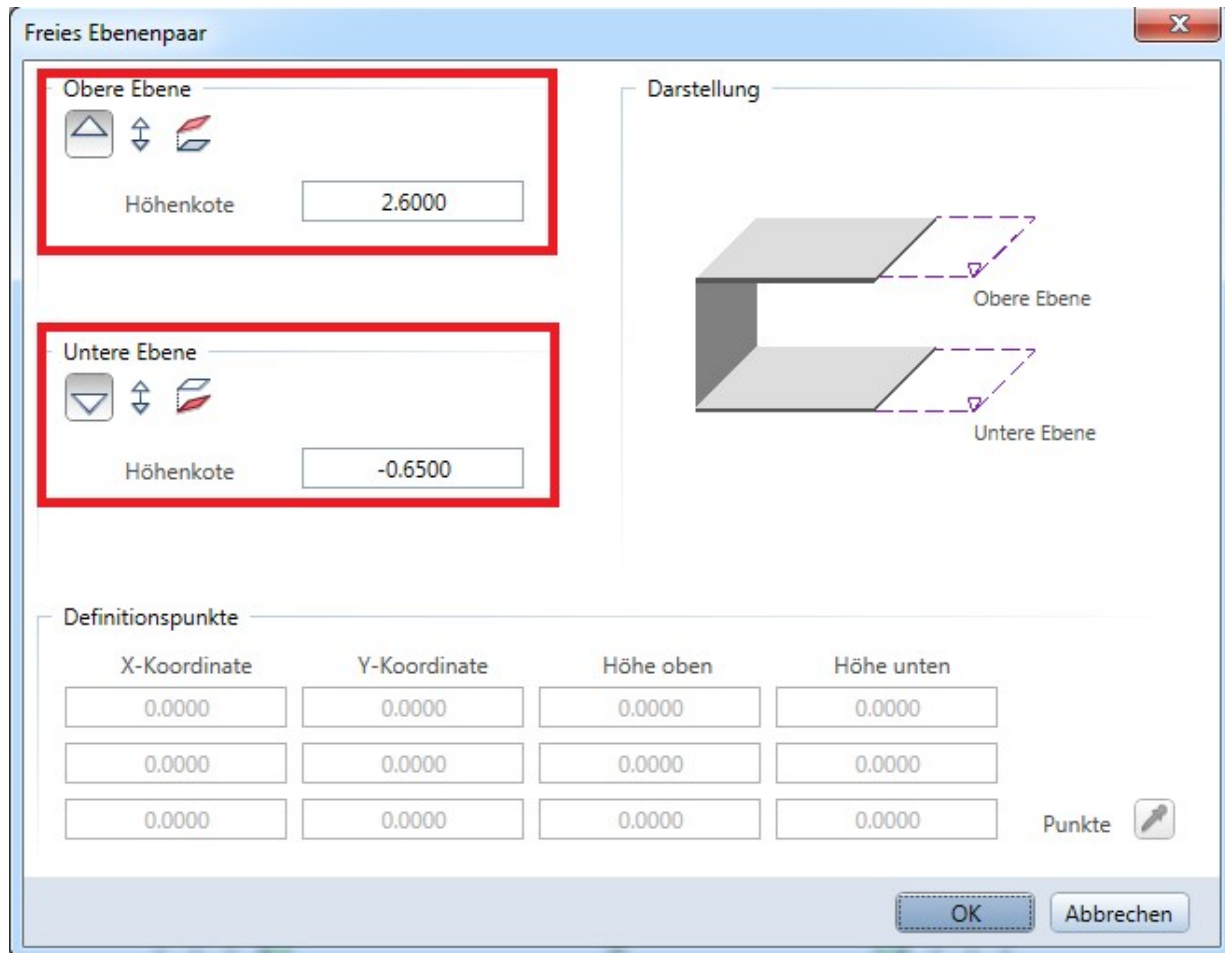 Freies Ebenenpaar
Obere Ebene
Höhenkote 2.6000
Untere Ebene
Höhenkote -0.6500
Darstellung
Obere Ebene
Untere Ebene
Definitionspunkte
X-Koordinate Y-Koordinate Höhe oben Höhe unten
0.0000 0.0000 0.0000 0.0000
0.0000 0.0000 0.0000 0.0000
0.0000 0.0000 0.0000 0.0000
Punkte
OK Abbrechen